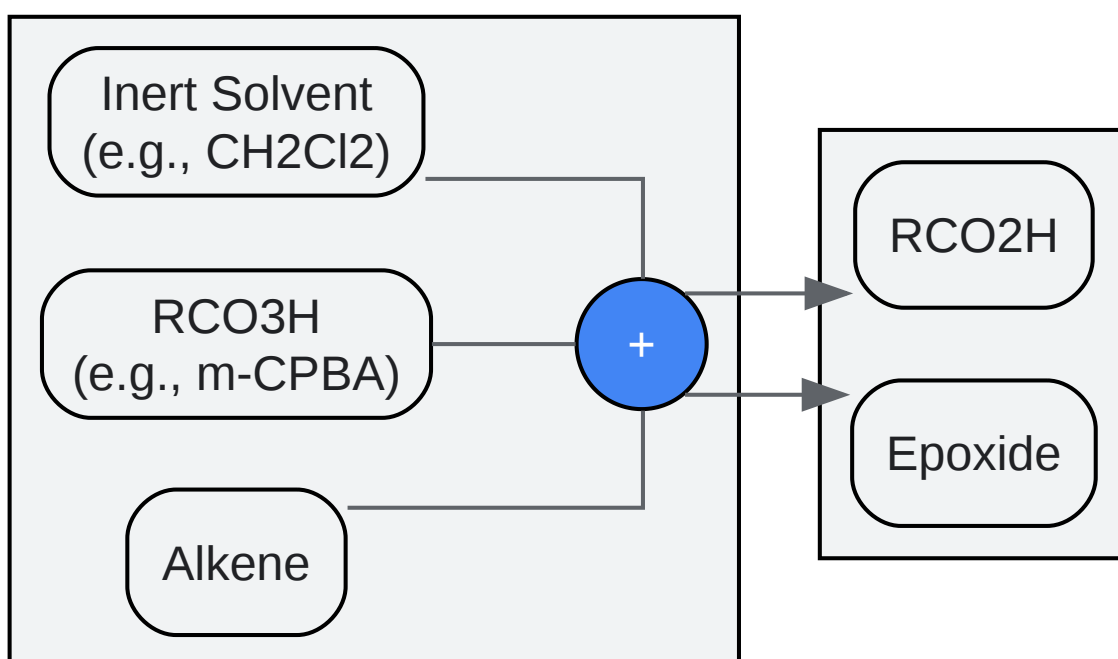 Inert Solvent
(e.g., CH2Cl2)
RCO3H
(e.g., m-CPBA)
Alkene
+
RCO2H
Epoxide